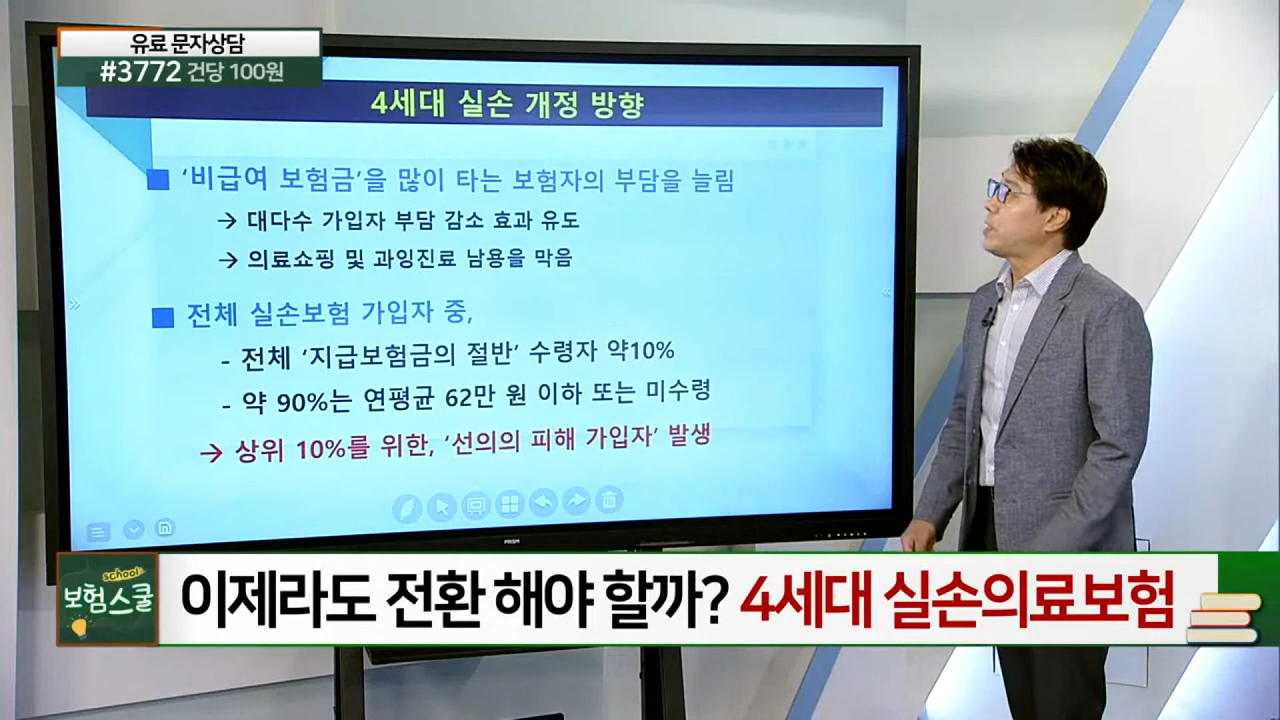 유료 문자상담
#3772 건당 100원
4세대 실손 개정 방향
■ ‘비급여 보험금’을 많이 타는 보험자의 부담을 늘림
→ 대다수 가입자 부담 감소 효과 유도
→ 의료쇼핑 및 과잉진료 남용을 막음
■ 전체 실손보험 가입자 중,
- 전체 ‘지급보험금의 절반’ 수령자 약10%
- 약 90%는 연평균 62만 원 이하 또는 미수령
→ 상위 10%를 위한, ‘선의의 피해 가입자’ 발생
PRISM
school
보험스쿨
이제라도 전환 해야 할까? 4세대 실손의료보험